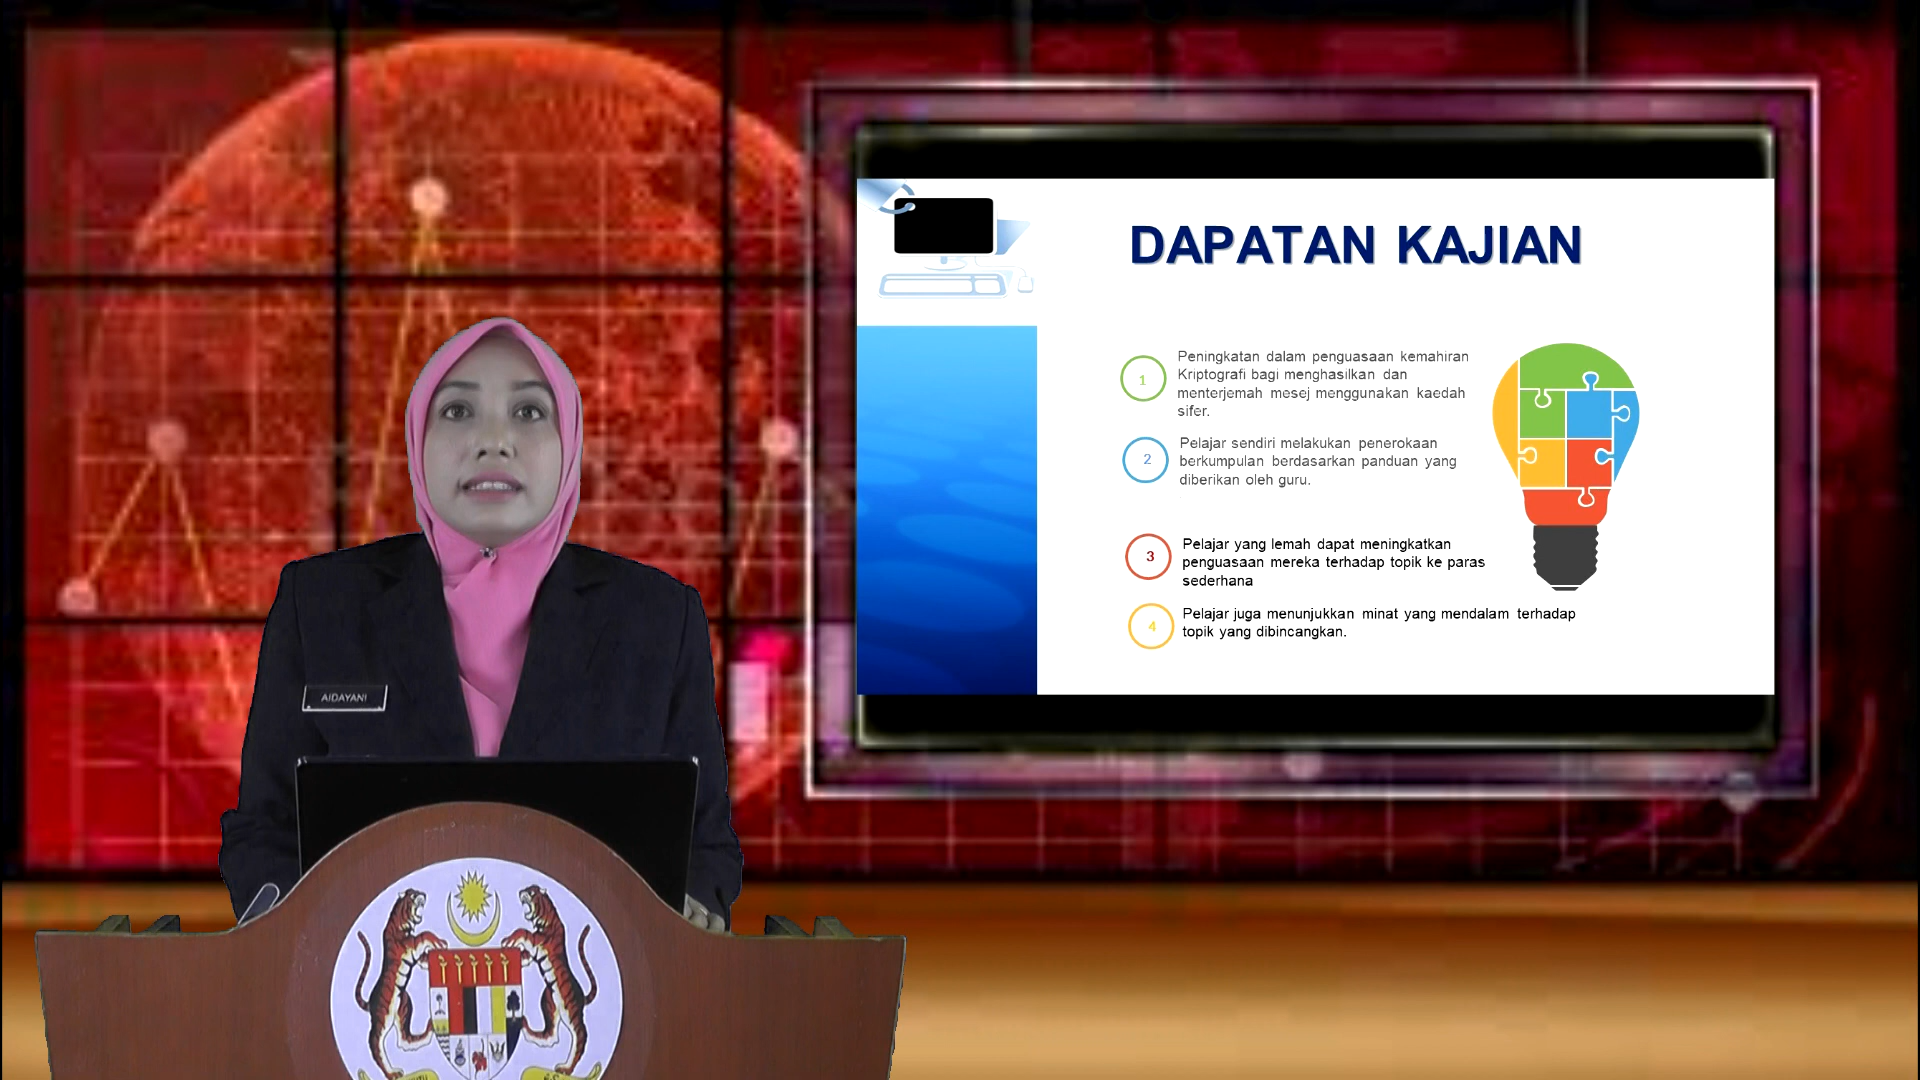 DAPATAN KAJIAN
1
Peningkatan dalam penguasaan kemahiran
Kriptografi bagi menghasilkan dan
menterjemah mesej menggunakan kaedah
sifer.
2
Pelajar sendiri melakukan penerokaan
berkumpulan berdasarkan panduan yang
diberikan oleh guru.
3
Pelajar yang lemah dapat meningkatkan
penguasaan mereka terhadap topik ke paras
sederhana
4
Pelajar juga menunjukkan minat yang mendalam terhadap
topik yang dibincangkan.
AIDAYANI